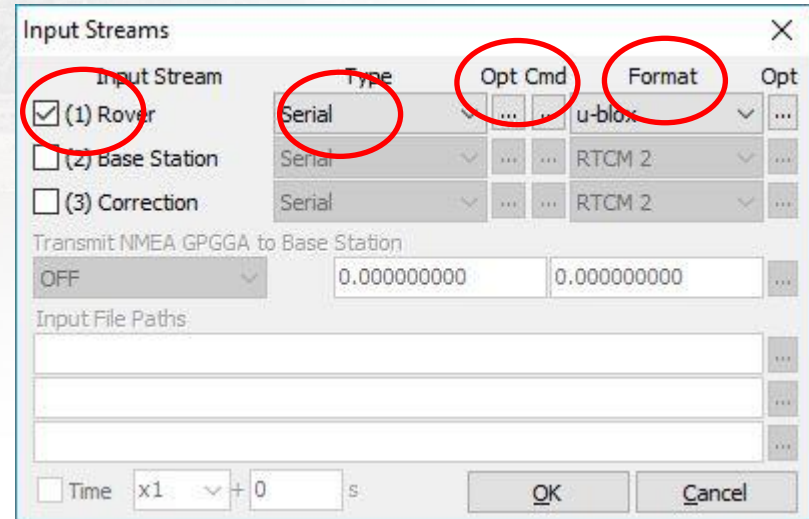 Input Streams
Input Stream Type Opt Cmd Format Opt
(1) Rover Serial ... ... u-blox ...
(2) Base Station Serial ... ... RTCM 2 ...
(3) Correction Serial ... ... RTCM 2 ...
Transmit NMEA GPGGA to Base Station
OFF 0.000000000 0.000000000 ...
Input File Paths
...
...
...
Time x1 + 0 s OK Cancel